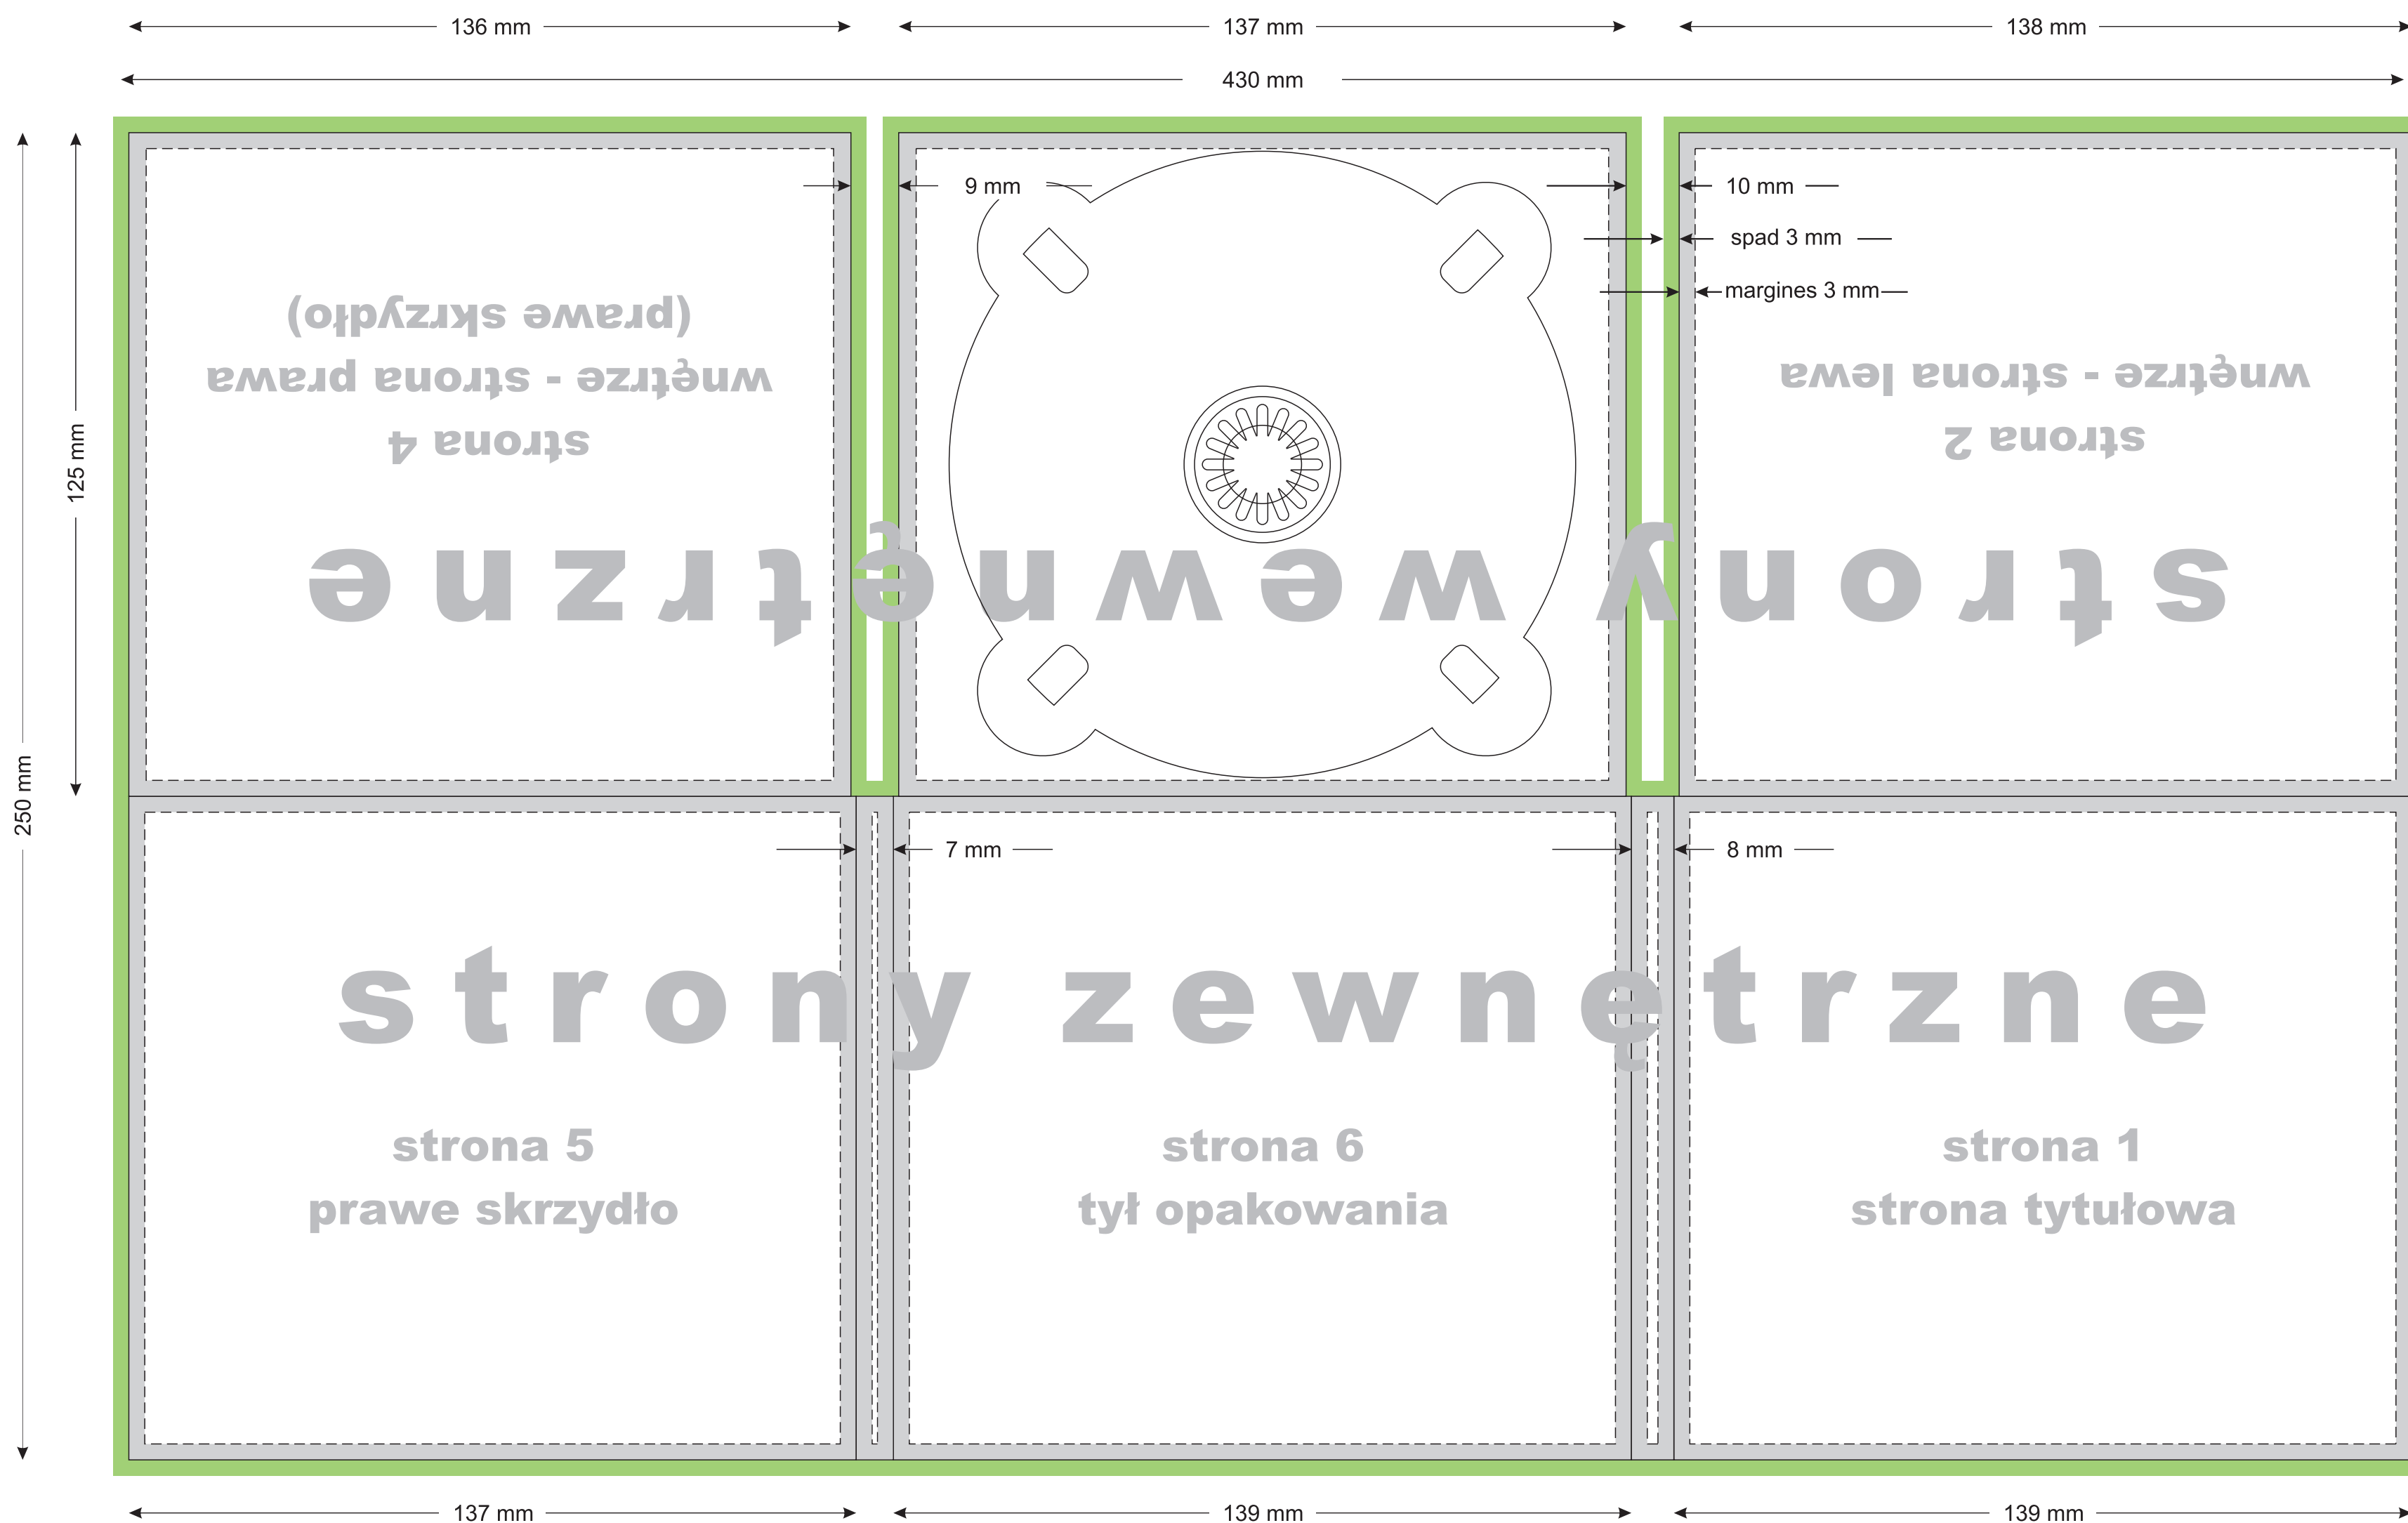 136 mm
137 mm
138 mm
430 mm
9 mm
10 mm
spad 3 mm
margines 3 mm
125 mm
250 mm
strony wewnętrzne
strona 4
wnętrze - strona prawa
(prawe skrzydło)
strona 2
wnętrze - strona lewa
7 mm
8 mm
strony zewnętrzne
strona 5
prawe skrzydło
strona 6
tył opakowania
strona 1
strona tytułowa
137 mm
139 mm
139 mm